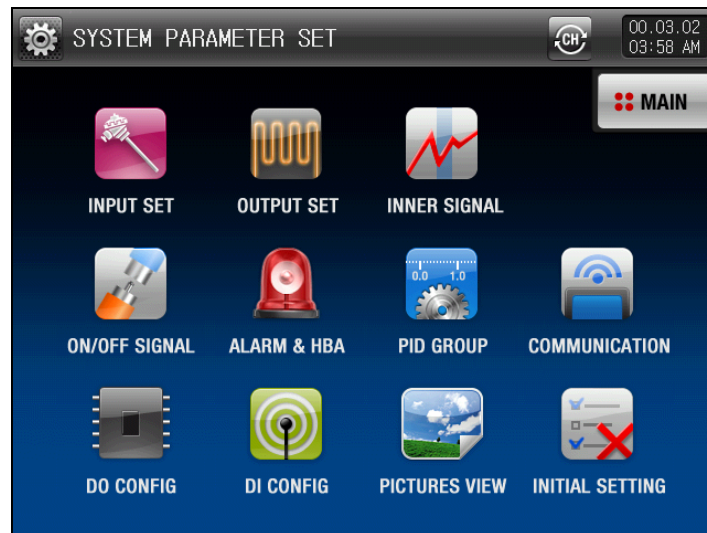 SYSTEM PARAMETER SET
CH
00.03.02
03:58 AM
MAIN
INPUT SET
OUTPUT SET
INNER SIGNAL
0.0 1.0
ON/OFF SIGNAL
ALARM & HBA
PID GROUP
COMMUNICATION
DO CONFIG
DI CONFIG
PICTURES VIEW
INITIAL SETTING